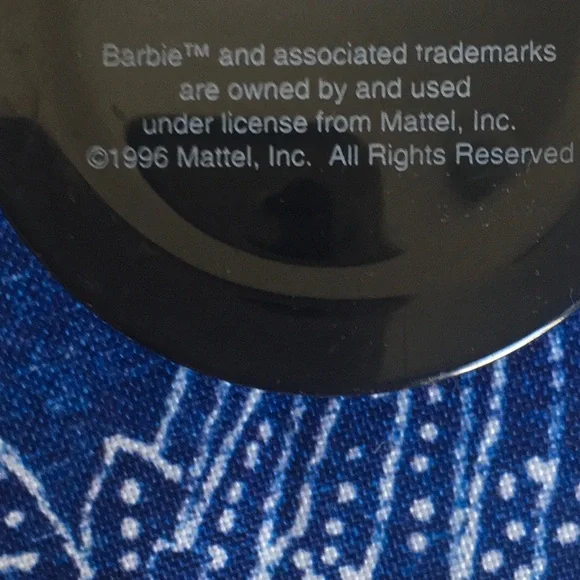 Barbie™ and associated trademarks
are owned by and used
under license from Mattel, Inc.
©1996 Mattel, Inc. All Rights Reserved